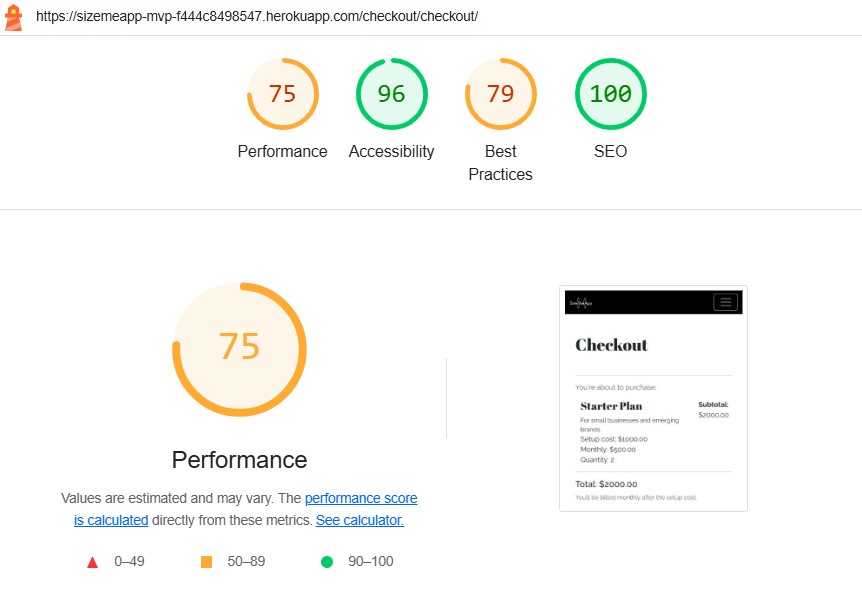 https://sizemeapp-mvp-f444c8498547.herokuapp.com/checkout/checkout/
75
96
79
100
Performance
Accessibility
Best
Practices
SEO
75
Performance
Values are estimated and may vary. The performance score
is calculated directly from these metrics. See calculator.
0–49
50–89
90–100
SizeMeApp
Checkout
You're about to purchase:
Starter Plan
Subtotal:
$2000.00
For small businesses and emerging
brands.
Setup cost: $1000.00
Monthly: $500.00
Quantity: 2
Total: $2000.00
You'll be billed monthly after the setup cost.